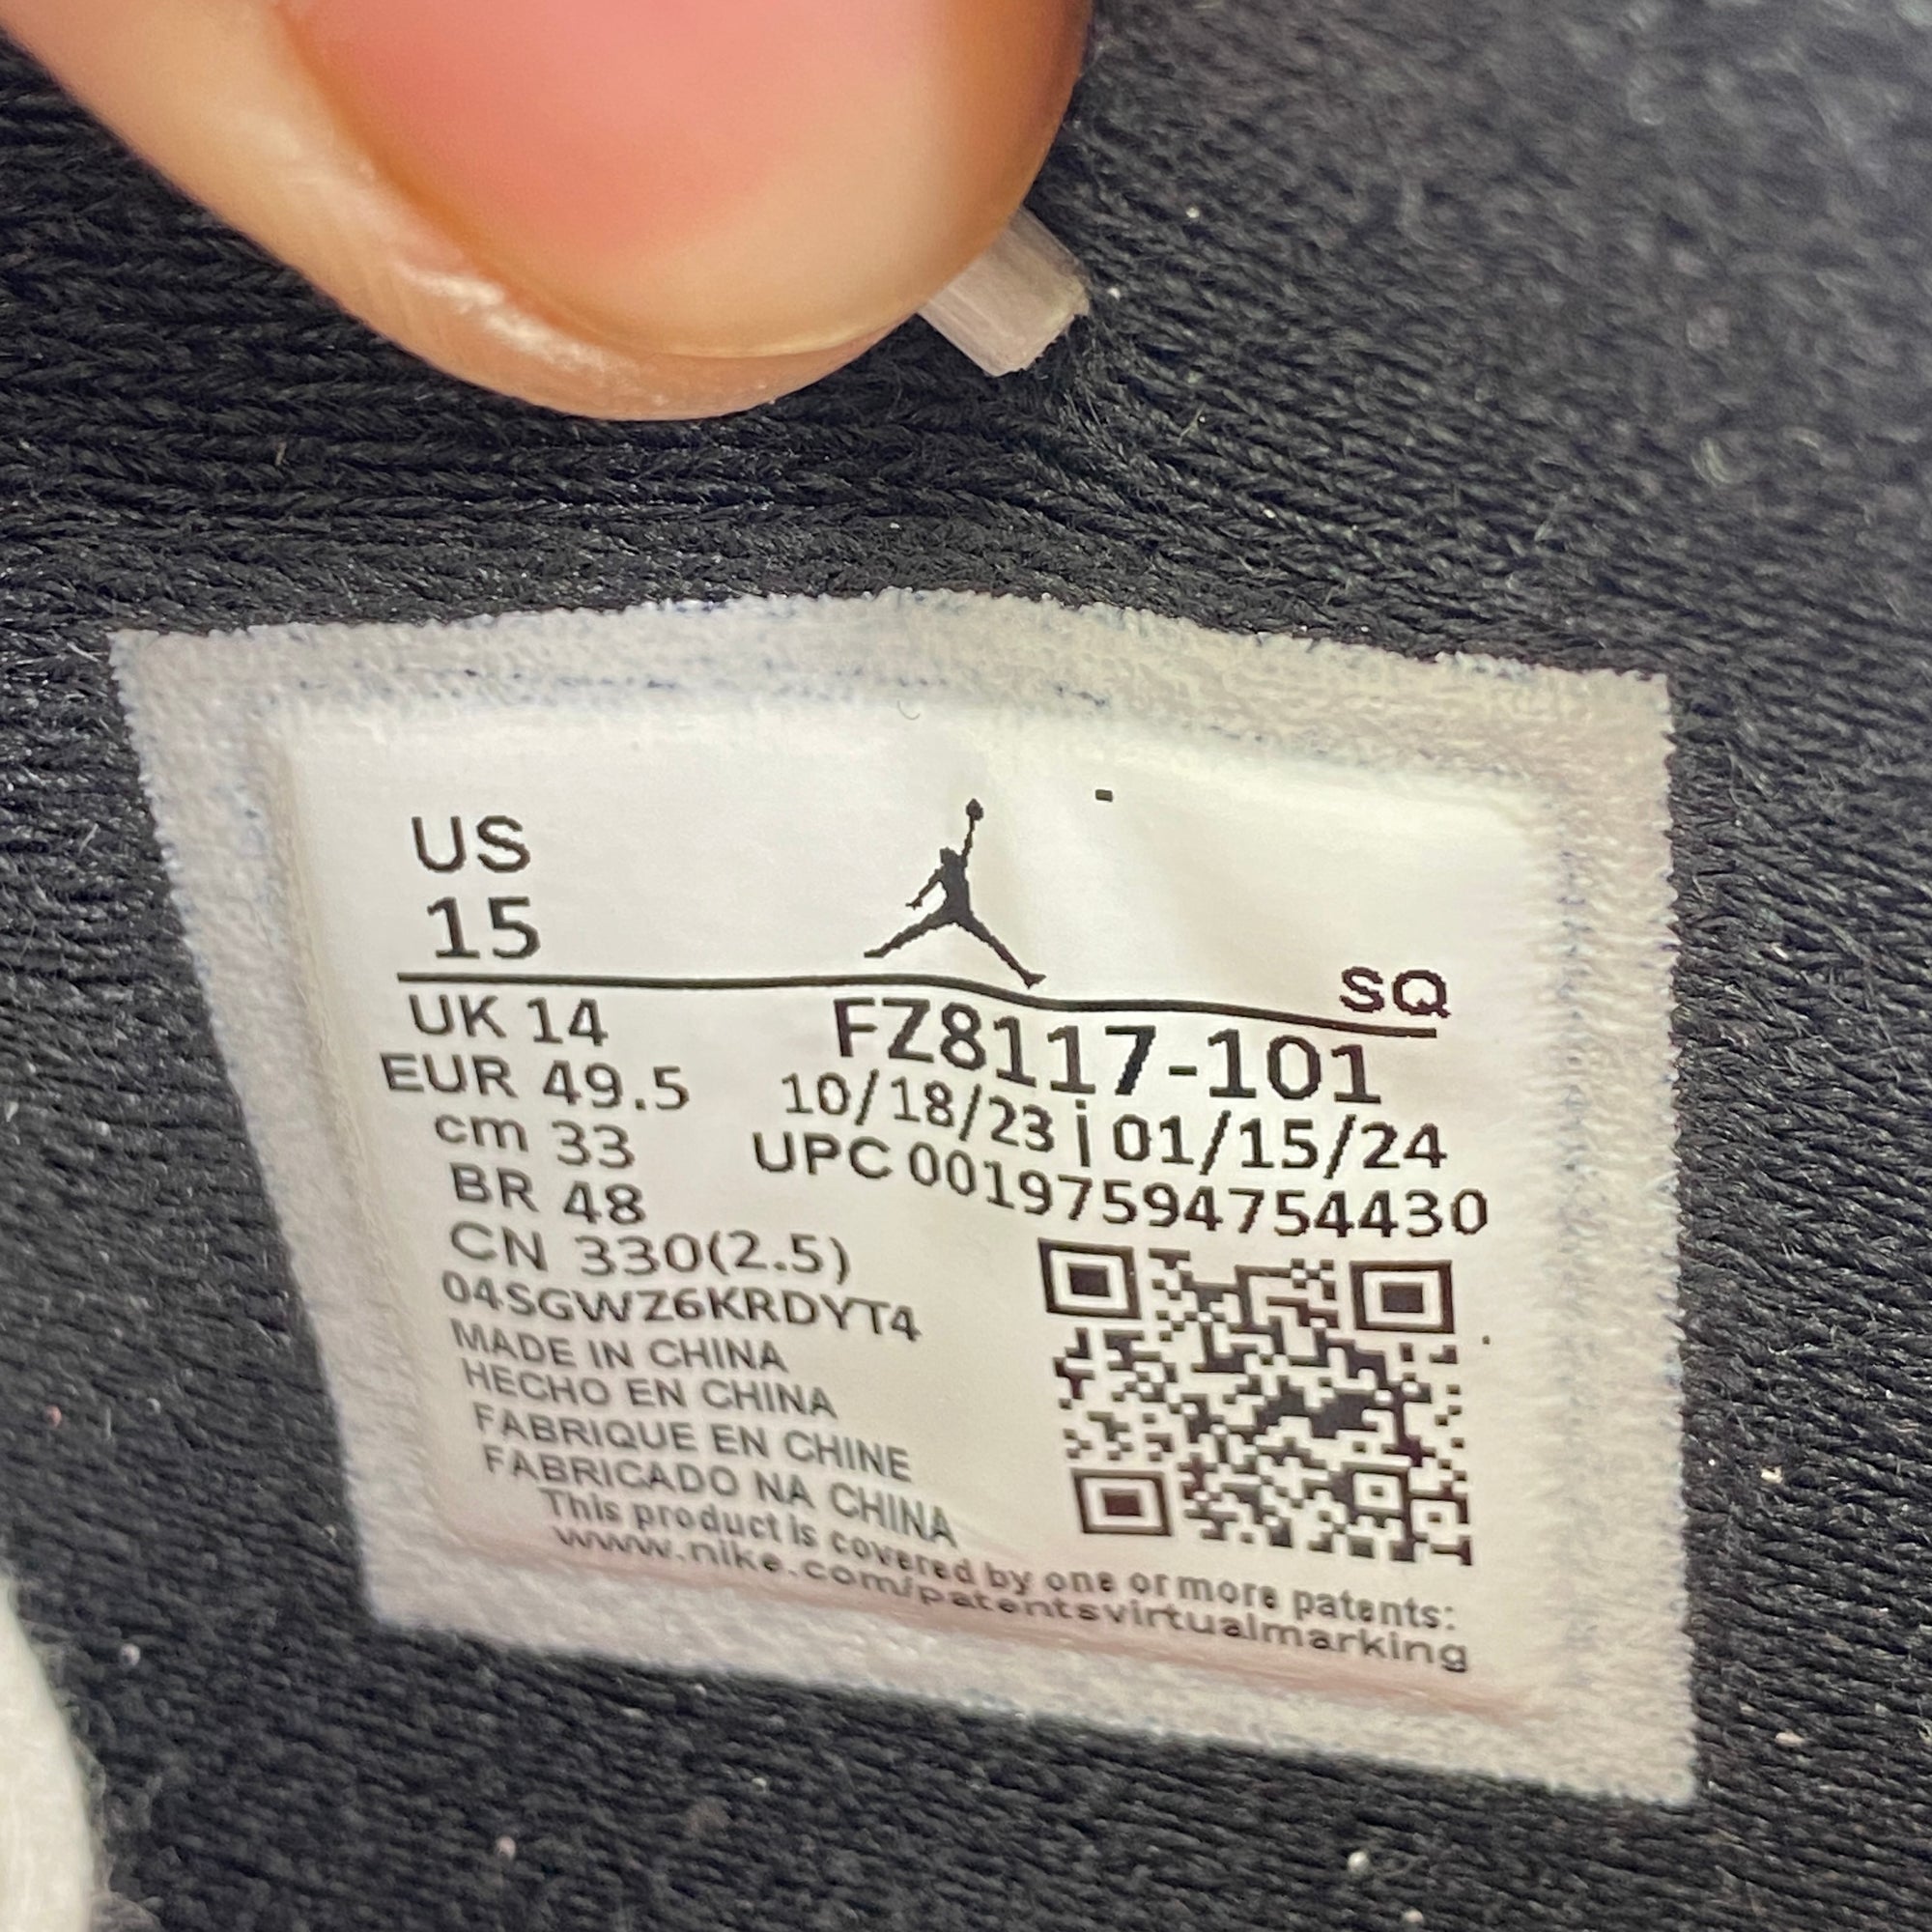 US
15
SQ
UK 14
FZ8117-101
EUR 49.5
10/18/23 | 01/15/24
cm 33
UPC 00197594754430
BR 48
CN 330(2.5)
04SGWZ6KRDYT4
MADE IN CHINA
HECHO EN CHINA
FABRIQUE EN CHINE
FABRICADO NA CHINA
This product is covered by one or more patents:
www.nike.com/patentsvirtualmarking